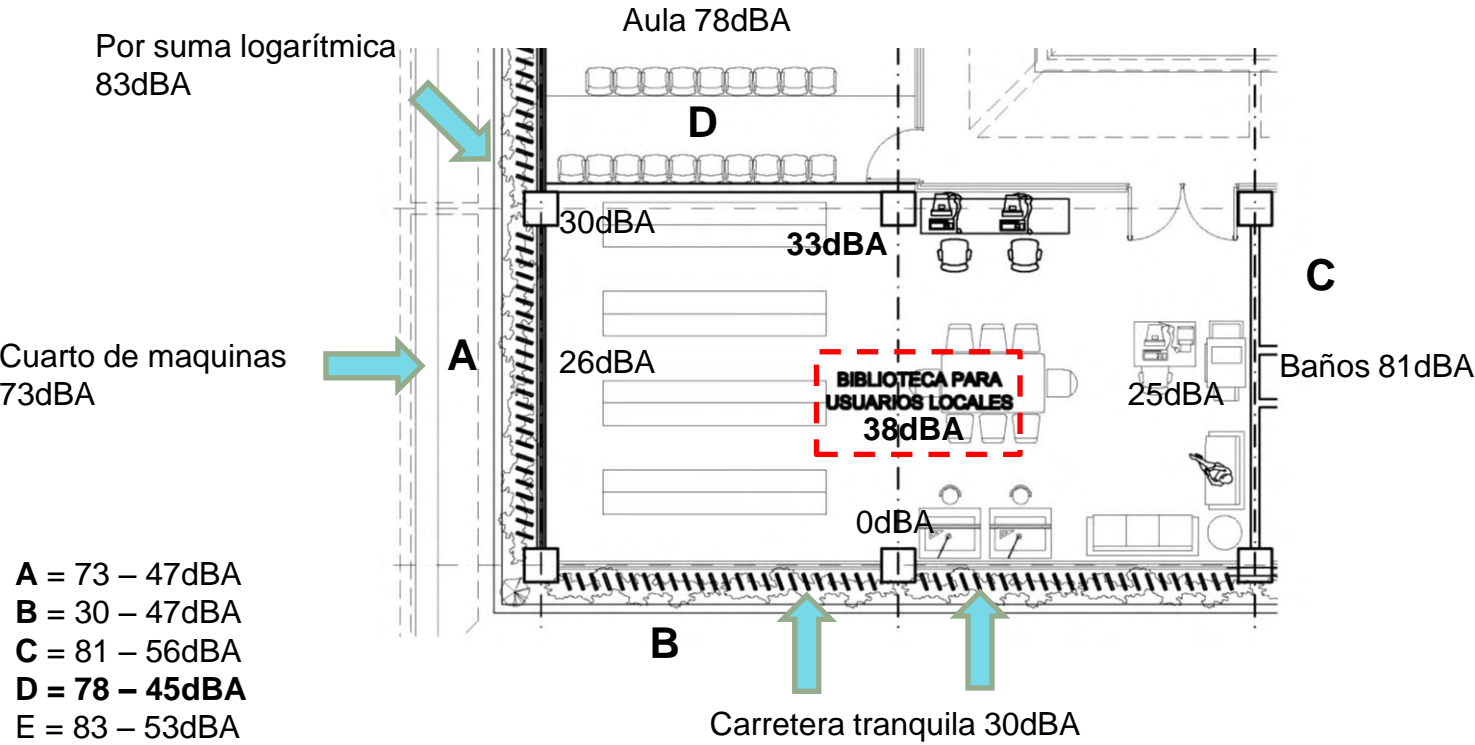 Aula 78dBA
Por suma logarítmica
83dBA
D
30dBA
33dBA
C
Cuarto de maquinas
73dBA
A
26dBA
BIBLIOTECA PARA
USUARIOS LOCALES
38dBA
25dBA
Baños 81dBA
0dBA
A = 73 – 47dBA
B = 30 – 47dBA
C = 81 – 56dBA
D = 78 – 45dBA
E = 83 – 53dBA
B
Carretera tranquila 30dBA